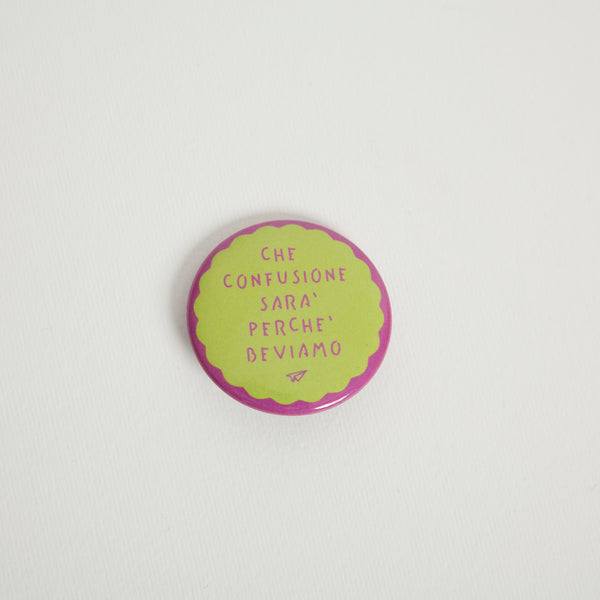 CHE
CONFUSIONE
SARA'
PERCHE'
BEVIAMO